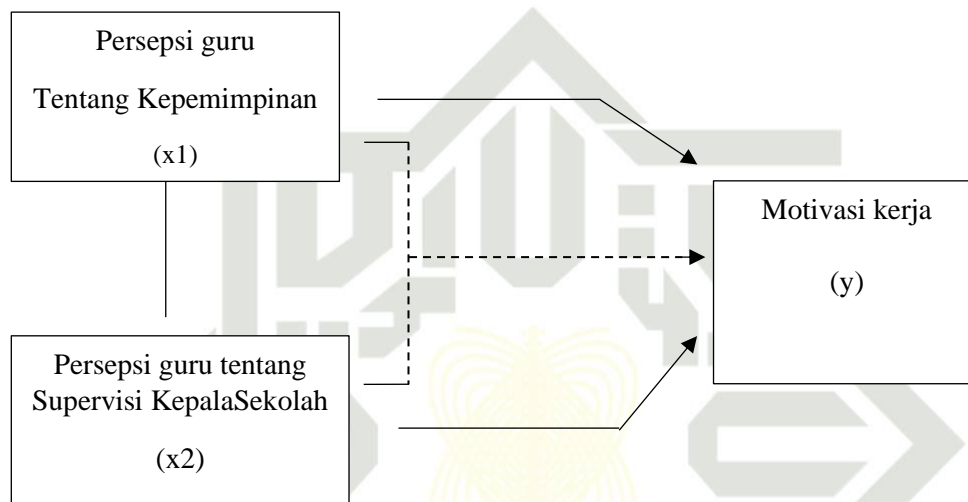 Persepsi guru
Tentang Kepemimpinan
(x1)
Motivasi kerja
(y)
Persepsi guru tentang
Supervisi KepalaSekolah
(x2)